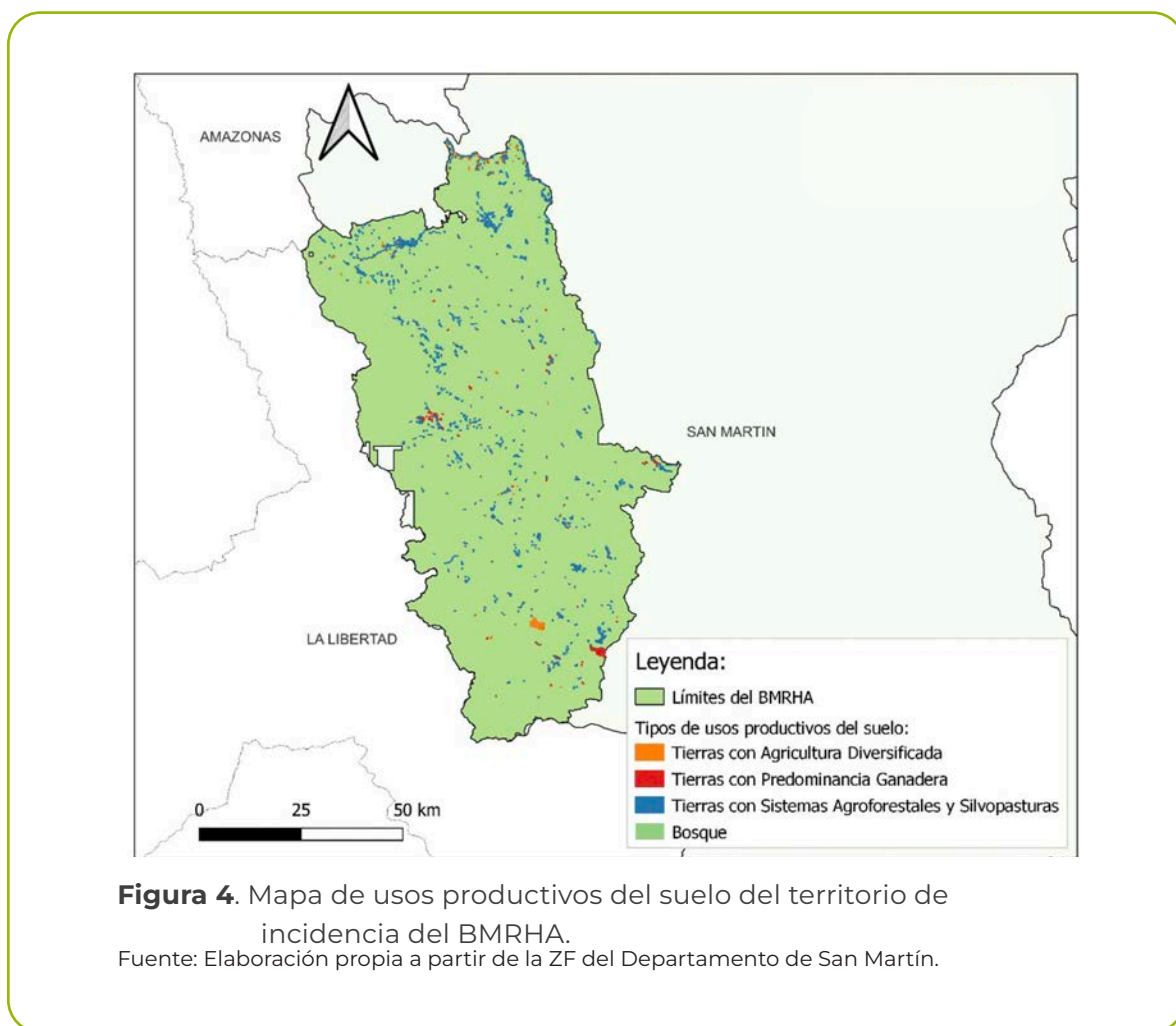 AMAZONAS
SAN MARTIN
LA LIBERTAD
Leyenda:
Límites del BMRHA
Tipos de usos productivos del suelo:
Tierras con Agricultura Diversificada
Tierras con Predominancia Ganadera
Tierras con Sistemas Agroforestales y Silvopasturas
Bosque
0 25 50 km
Figura 4. Mapa de usos productivos del suelo del territorio de
incidencia del BMRHA.
Fuente: Elaboración propia a partir de la ZF del Departamento de San Martín.